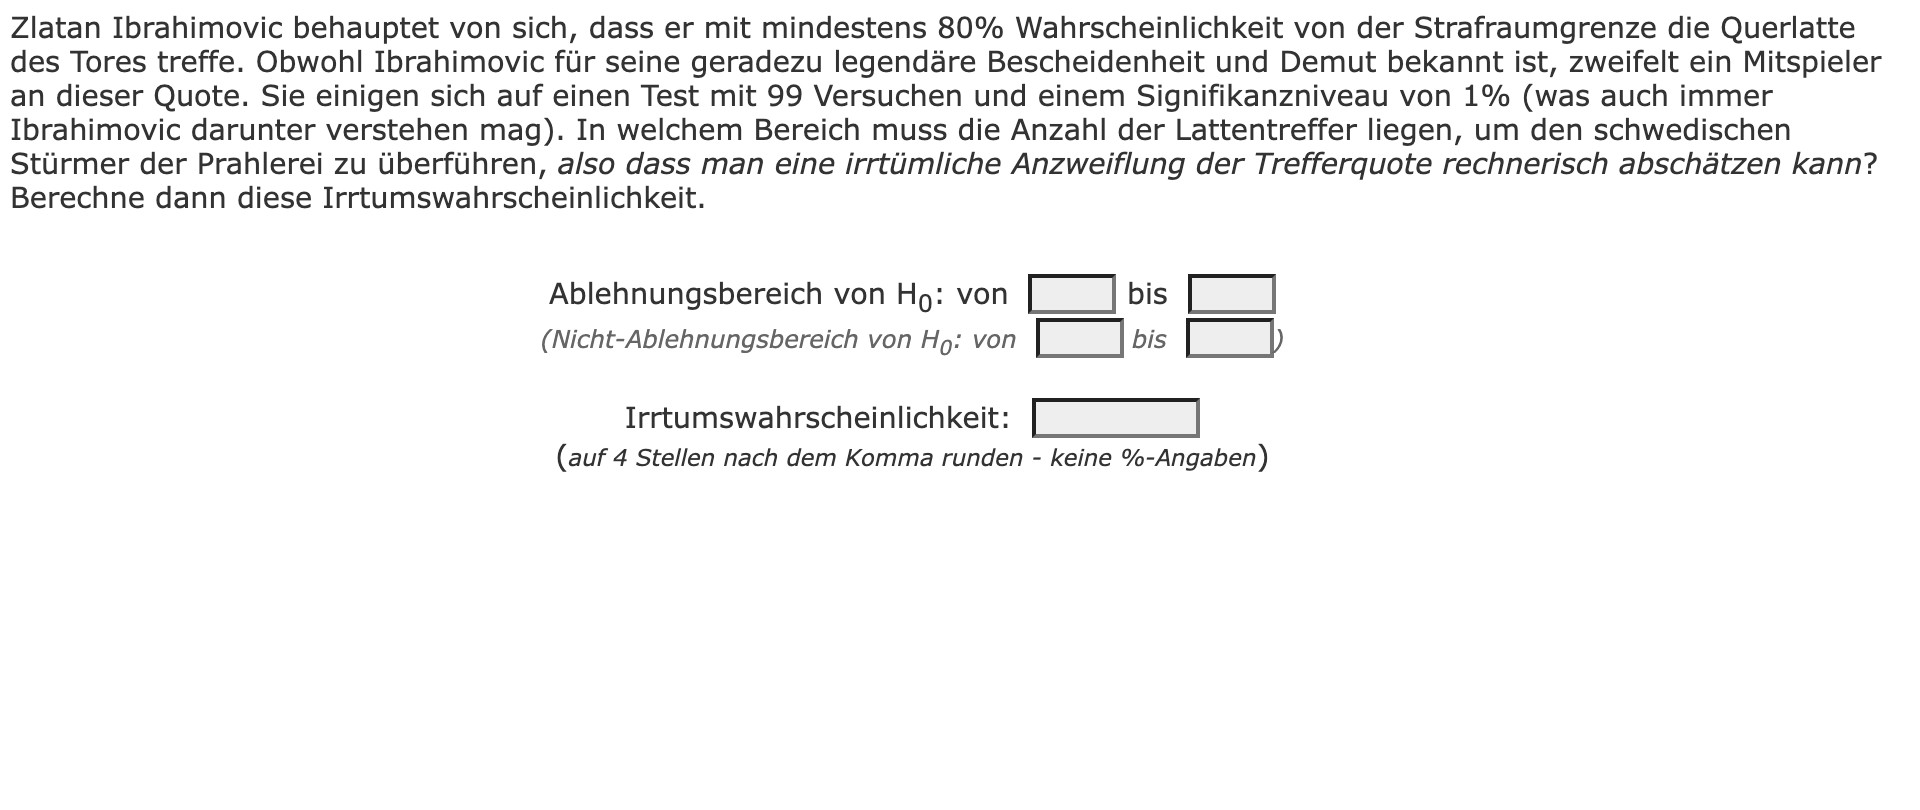 Zlatan Ibrahimovic behauptet von sich, dass er mit mindestens 80% Wahrscheinlichkeit von der Strafraumgrenze die Querlatte
des Tores treffe. Obwohl Ibrahimovic für seine geradezu legendäre Bescheidenheit und Demut bekannt ist, zweifelt ein Mitspieler
an dieser Quote. Sie einigen sich auf einen Test mit 99 Versuchen und einem Signifikanzniveau von 1% (was auch immer
Ibrahimovic darunter verstehen mag). In welchem Bereich muss die Anzahl der Lattentreffer liegen, um den schwedischen
Stürmer der Prahlerei zu überführen, also dass man eine irrtümliche Anzweiflung der Trefferquote rechnerisch abschätzen kann?
Berechne dann diese Irrtumswahrscheinlichkeit.
Ablehnungsbereich von H₀: von bis
(Nicht-Ablehnungsbereich von H₀: von bis )
Irrtumswahrscheinlichkeit:
(auf 4 Stellen nach dem Komma runden - keine %-Angaben)